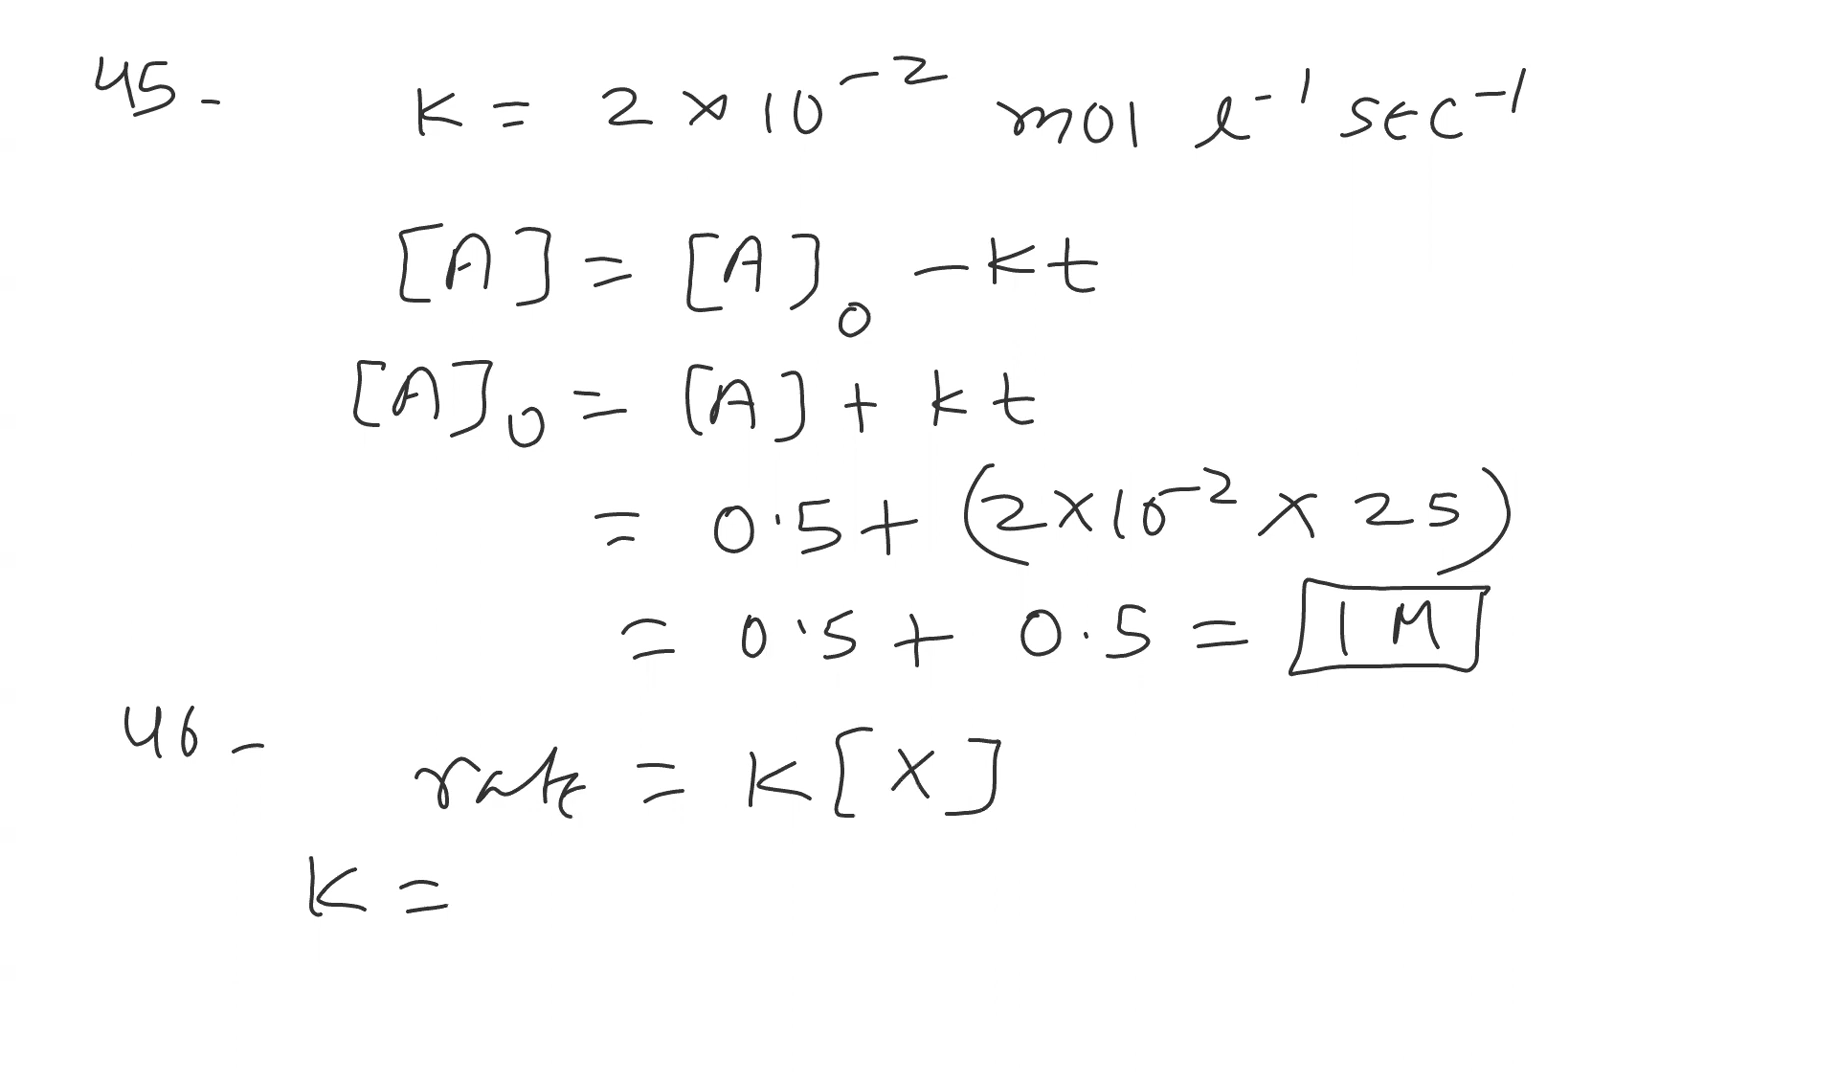 45- K = 2 × 10⁻² mol l⁻¹ sec⁻¹
[A] = [A]₀ - Kt
[A]₀ = [A] + kt
= 0.5 + (2×10⁻² × 25)
= 0.5 + 0.5 = 1 M
46- rate = K[X]
K =